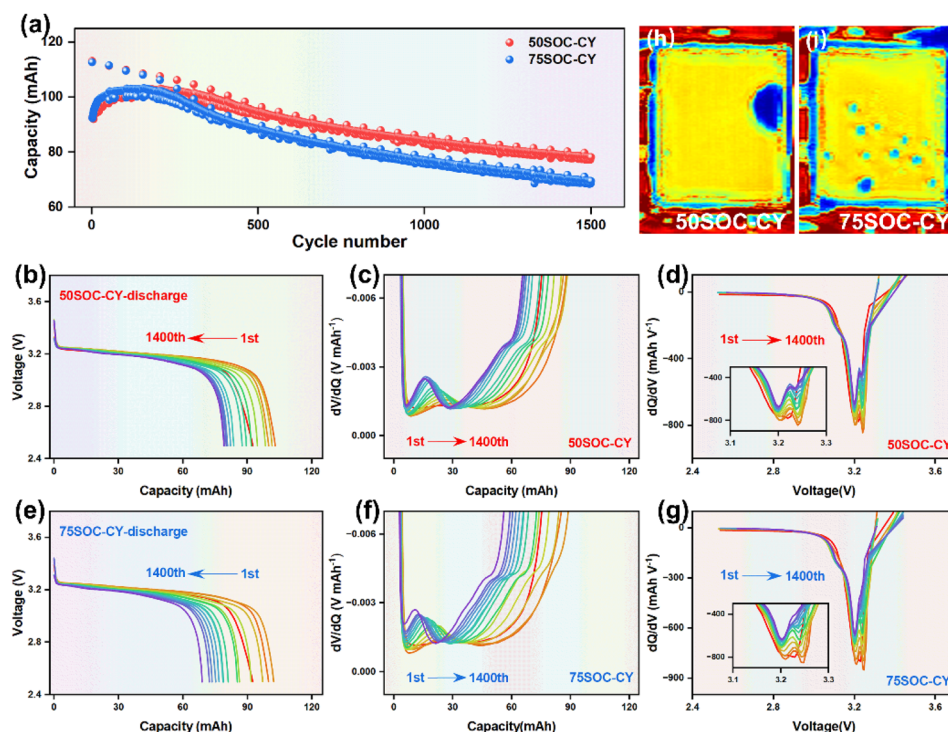 (a)
120
100
80
60
Capacity (mAh)
50SOC-CY
75SOC-CY
0
500
1000
1500
Cycle number
(h)
50SOC-CY
75SOC-CY
(b)
3.6
3.2
2.8
2.4
Voltage (V)
50SOC-CY-discharge
1400th
1st
0
30
60
90
120
Capacity (mAh)
(c)
−0.006
−0.003
0.000
dV/dQ (V mAh⁻¹)
1st
1400th
50SOC-CY
0
30
60
90
120
Capacity (mAh)
(d)
0
−400
−800
dQ/dV (mAh V⁻¹)
1st
1400th
−400
−800
3.1
3.2
3.3
50SOC-CY
2.4
2.8
3.2
3.6
Voltage(V)
(e)
3.6
3.2
2.8
2.4
Voltage (V)
75SOC-CY-discharge
1400th
1st
0
30
60
90
120
Capacity (mAh)
(f)
−0.006
−0.003
0.000
dV/dQ (V mAh⁻¹)
1st
1400th
75SOC-CY
0
30
60
90
120
Capacity(mAh)
(g)
0
−300
−600
−900
dQ/dV (mAh V⁻¹)
1st
1400th
−400
−800
3.1
3.2
3.3
75SOC-CY
2.4
2.8
3.2
3.6
Voltage(V)